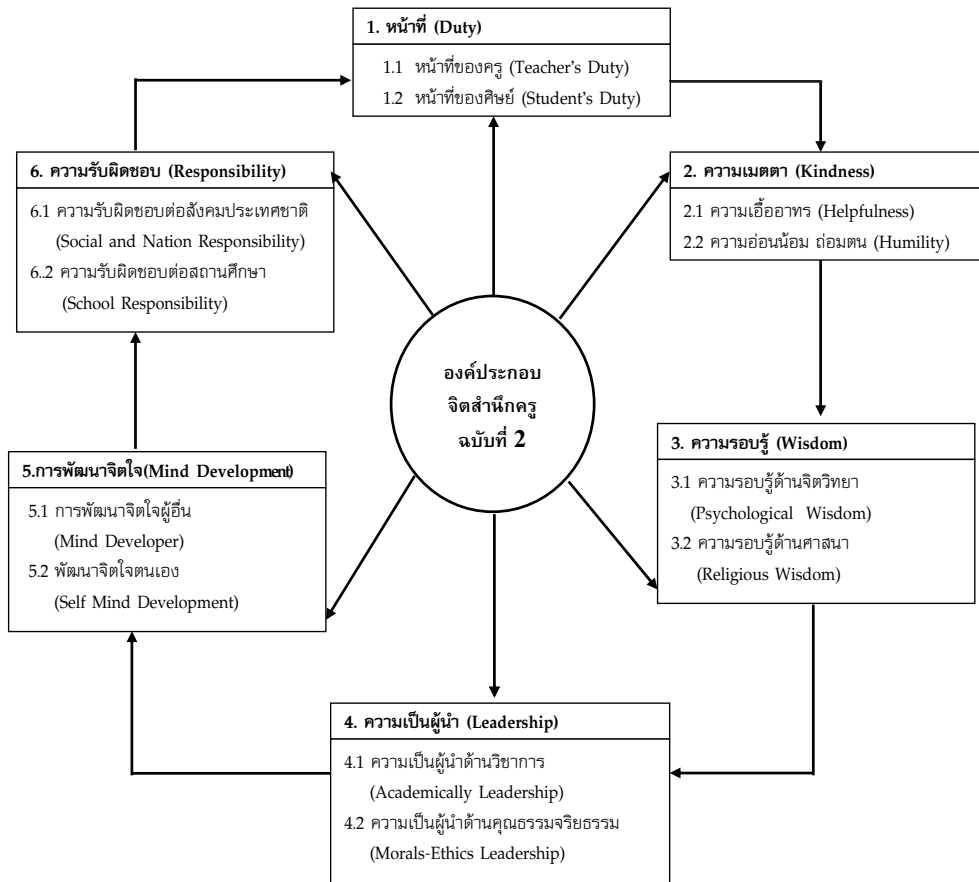 1. หน้าที่ (Duty)
1.1 หน้าที่ของครู (Teacher's Duty)
1.2 หน้าที่ของศิษย์ (Student's Duty)
2. ความเมตตา (Kindness)
2.1 ความเอื้ออาทร (Helpfulness)
2.2 ความอ่อนน้อม ถ่อมตน (Humility)
3. ความรอบรู้ (Wisdom)
3.1 ความรอบรู้ด้านจิตวิทยา
(Psychological Wisdom)
3.2 ความรอบรู้ด้านศาสนา
(Religious Wisdom)
4. ความเป็นผู้นำ (Leadership)
4.1 ความเป็นผู้นำด้านวิชาการ
(Academically Leadership)
4.2 ความเป็นผู้นำด้านคุณธรรมจริยธรรม
(Morals-Ethics Leadership)
5.การพัฒนาจิตใจ(Mind Development)
5.1 การพัฒนาจิตใจผู้อื่น
(Mind Developer)
5.2 พัฒนาจิตใจตนเอง
(Self Mind Development)
6. ความรับผิดชอบ (Responsibility)
6.1 ความรับผิดชอบต่อสังคมประเทศชาติ
(Social and Nation Responsibility)
6..2 ความรับผิดชอบต่อสถานศึกษา
(School Responsibility)
องค์ประกอบ
จิตสำนึกครู
ฉบับที่ 2